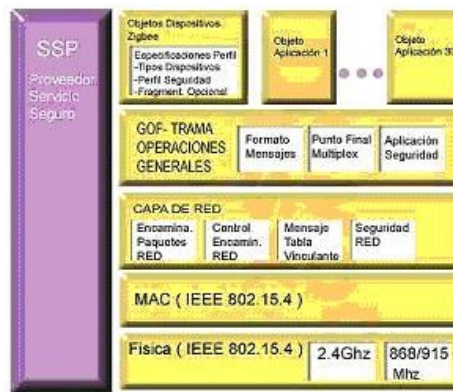 SSP
Proveedor
Servicio
Seguro
Objetos Dispositivos
Zigbee
Especificaciones Perfil
-Tipos Dispositivos
-Perfil Seguridad
-Fragment. Opcional
Objeto
Aplicación 1
Objeto
Aplicación 30
GOF- TRAMA
OPERACIONES
GENERALES
Formato
Mensajes
Punto Final
Multiplex
Aplicación
Seguridad
CAPA DE RED
Encamina.
Paquetes
RED
Control
Encamin.
RED
Mensaje
Tabla
Vinculante
Seguridad
RED
MAC ( IEEE 802.15.4 )
Física ( IEEE 802.15.4 )
2.4Ghz
868/915
Mhz